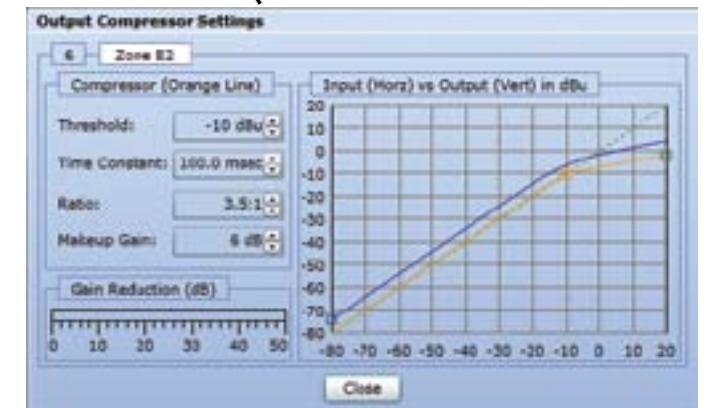 Output Compressor Settings
6 Zone E2
Compressor (Orange Line)
Threshold: -10 dBu
Time Constant: 100.0 msec
Ratio: 3.5:1
Makeup Gain: 6 dB
Gain Reduction (dB)
0 10 20 30 40 50
Input (Horz) vs Output (Vert) in dBu
20
10
0
-10
-20
-30
-40
-50
-60
-70
-80
-80 -70 -60 -50 -40 -30 -20 -10 0 10 20
Close